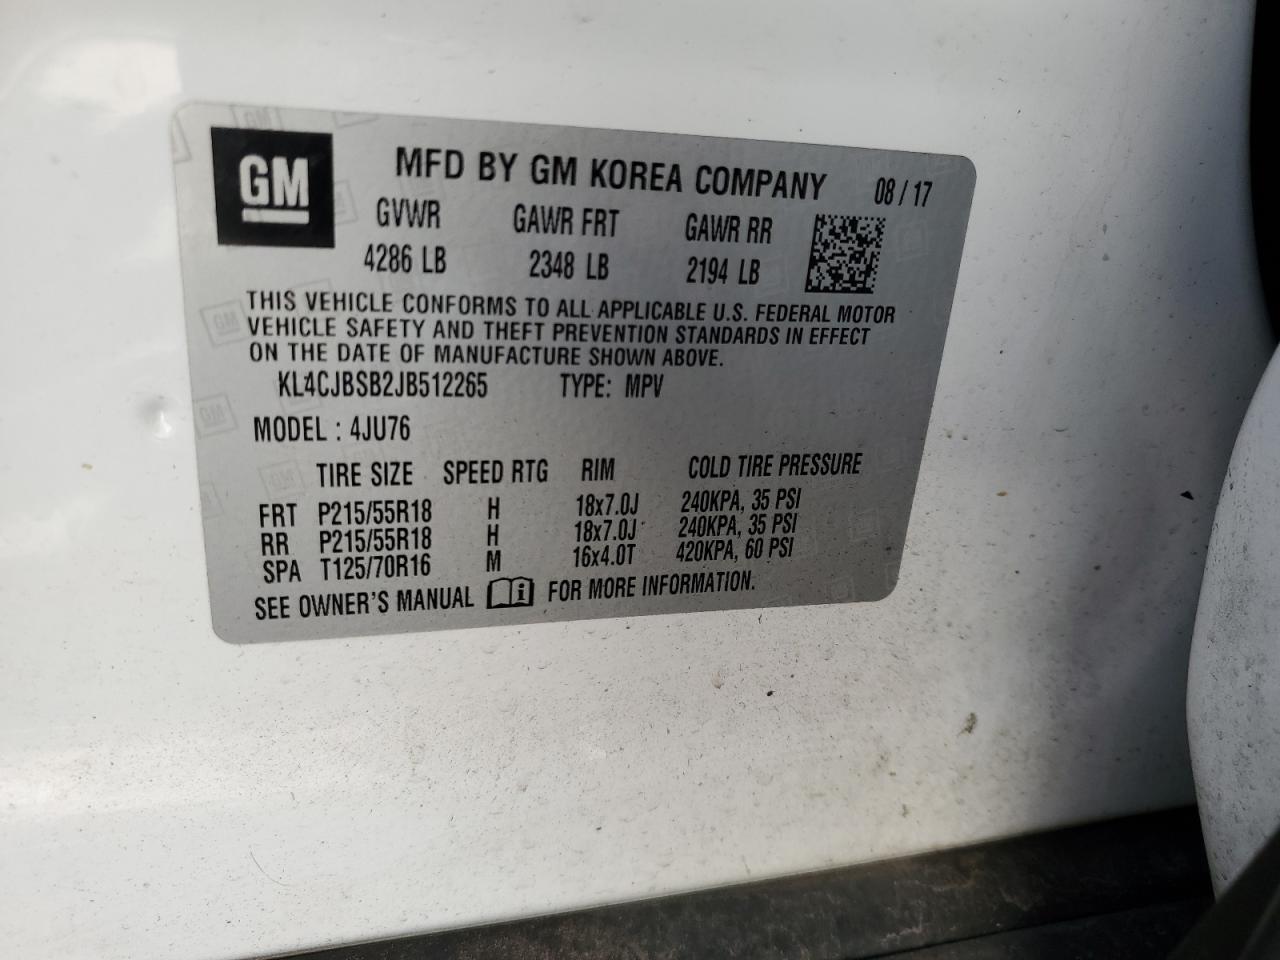 GM
MFD BY GM KOREA COMPANY 08 / 17
GVWR GAWR FRT GAWR RR
4286 LB 2348 LB 2194 LB
THIS VEHICLE CONFORMS TO ALL APPLICABLE U.S. FEDERAL MOTOR
VEHICLE SAFETY AND THEFT PREVENTION STANDARDS IN EFFECT
ON THE DATE OF MANUFACTURE SHOWN ABOVE.
KL4CJBSB2JB512265 TYPE: MPV
MODEL : 4JU76
TIRE SIZE SPEED RTG RIM COLD TIRE PRESSURE
FRT P215/55R18 H 18x7.0J 240KPA, 35 PSI
RR P215/55R18 H 18x7.0J 240KPA, 35 PSI
SPA T125/70R16 M 16x4.0T 420KPA, 60 PSI
SEE OWNER'S MANUAL FOR MORE INFORMATION.